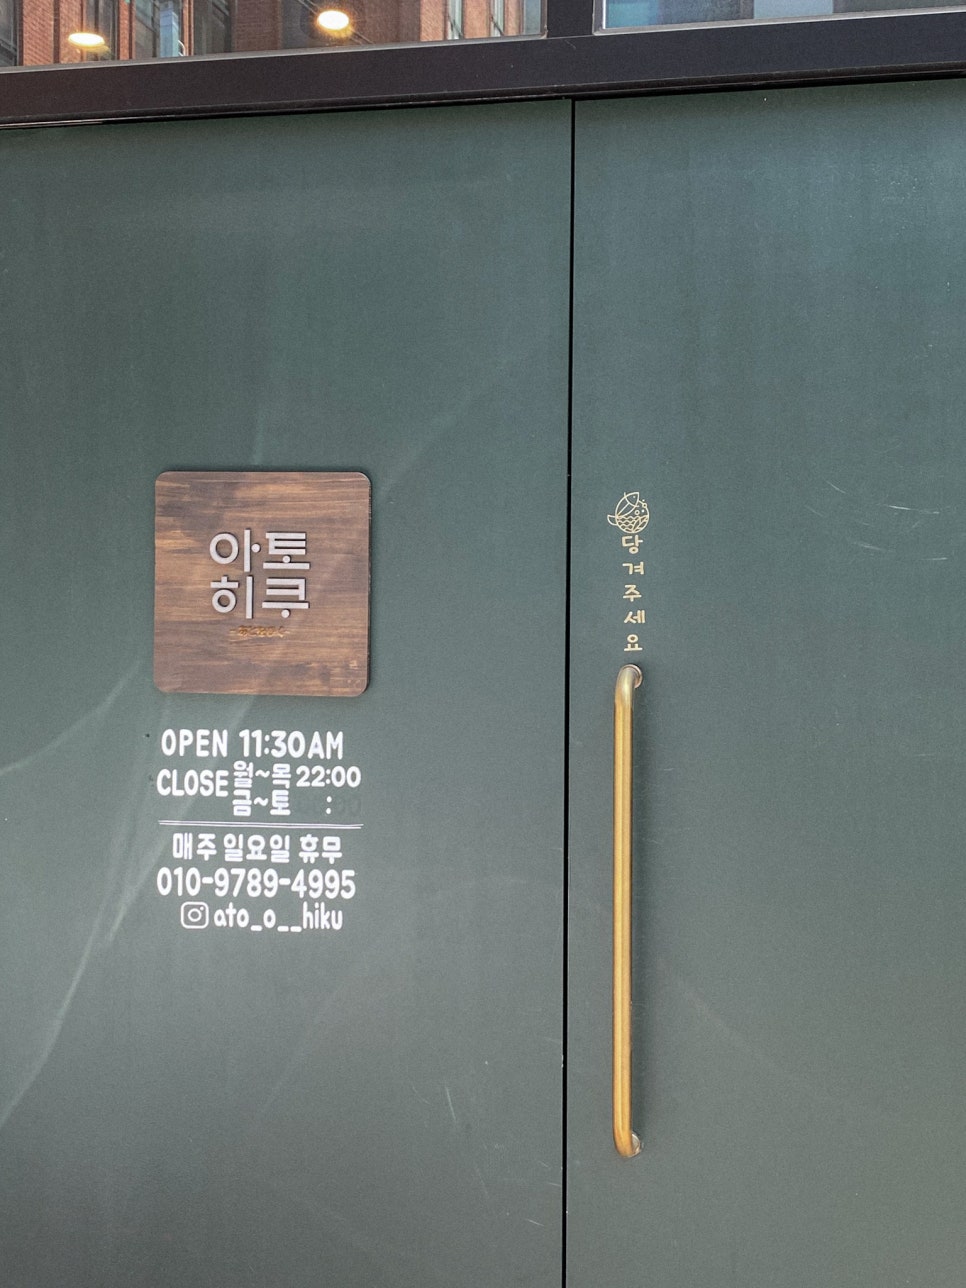 아토
히쿠
OPEN 11:30AM
CLOSE 월~목 22:00
금~토 :
매주 일요일 휴무
010-9789-4995
ato_o__hiku
당겨주세요